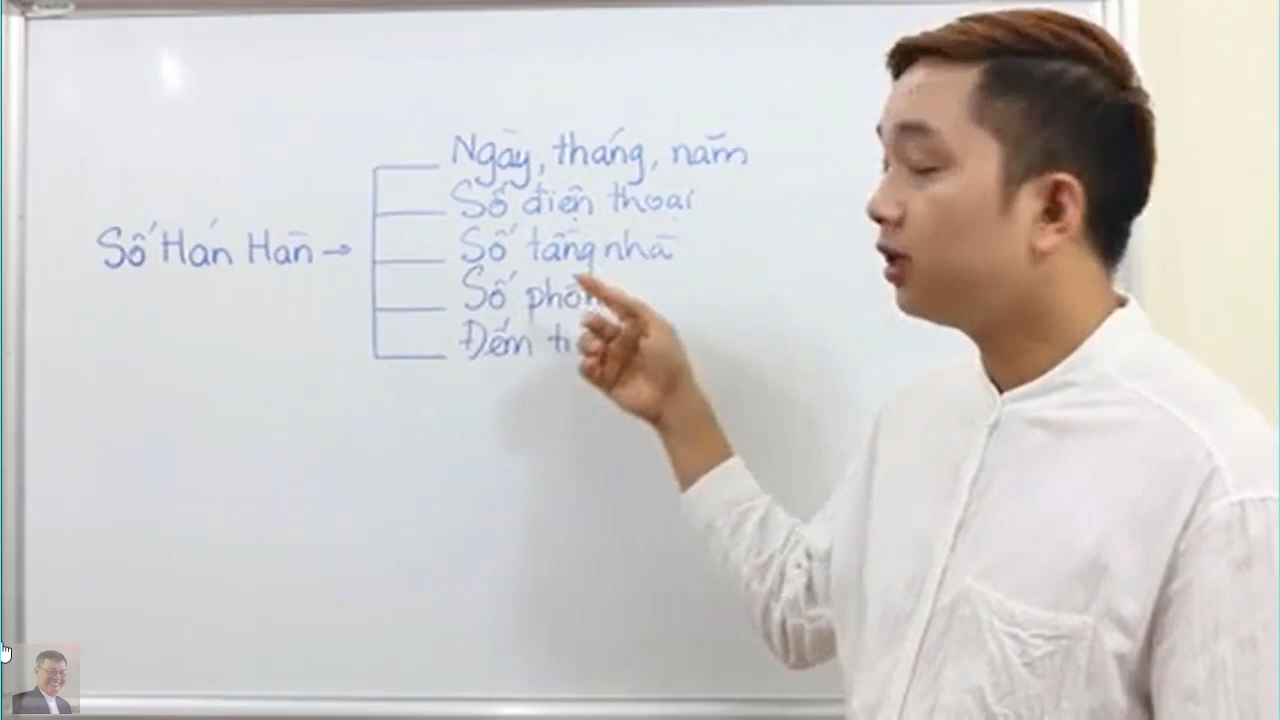 Ngày, tháng, năm
Số điện thoại
Số Hán Hàn →
Số tầng nhà
Số
Đếm